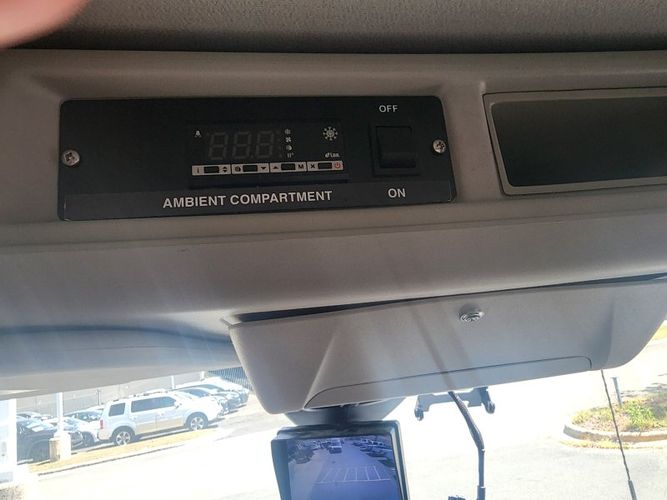 OFF
i M X
AMBIENT COMPARTMENT ON